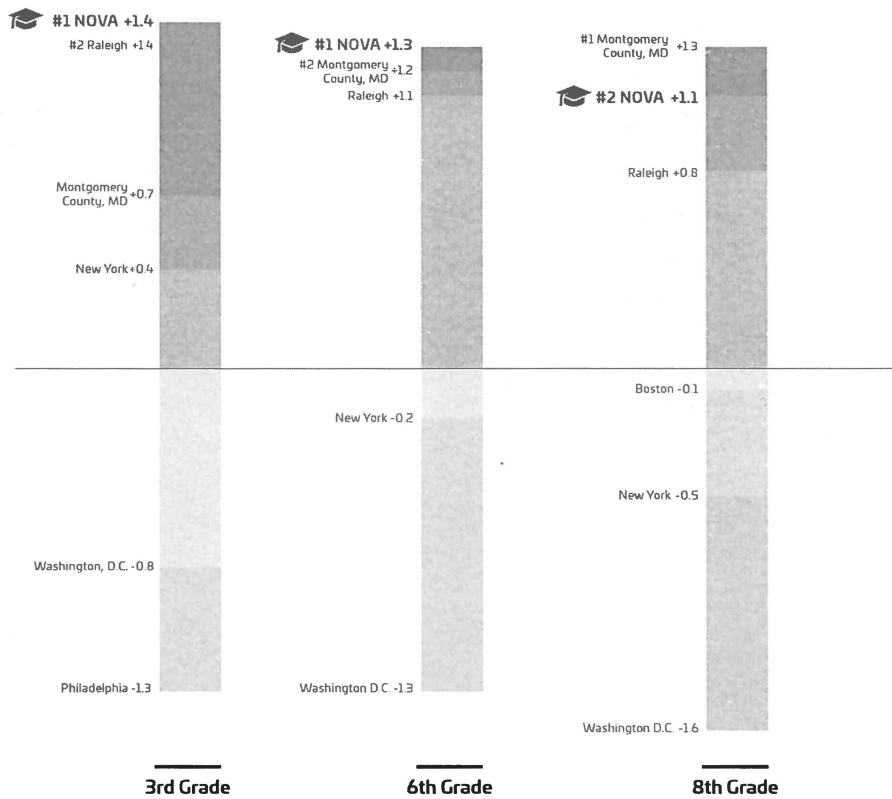 #1 NOVA +1.4
#2 Raleigh +1.4
Montgomery
County, MD +0.7
New York +0.4
Washington, D.C. -0.8
Philadelphia -1.3
3rd Grade
#1 NOVA +1.3
#2 Montgomery
County, MD +1.2
Raleigh +1.1
New York -0.2
Washington D.C. -1.3
6th Grade
#1 Montgomery
County, MD +1.3
#2 NOVA +1.1
Raleigh +0.8
Boston -0.1
New York -0.5
Washington D.C. -1.6
8th Grade